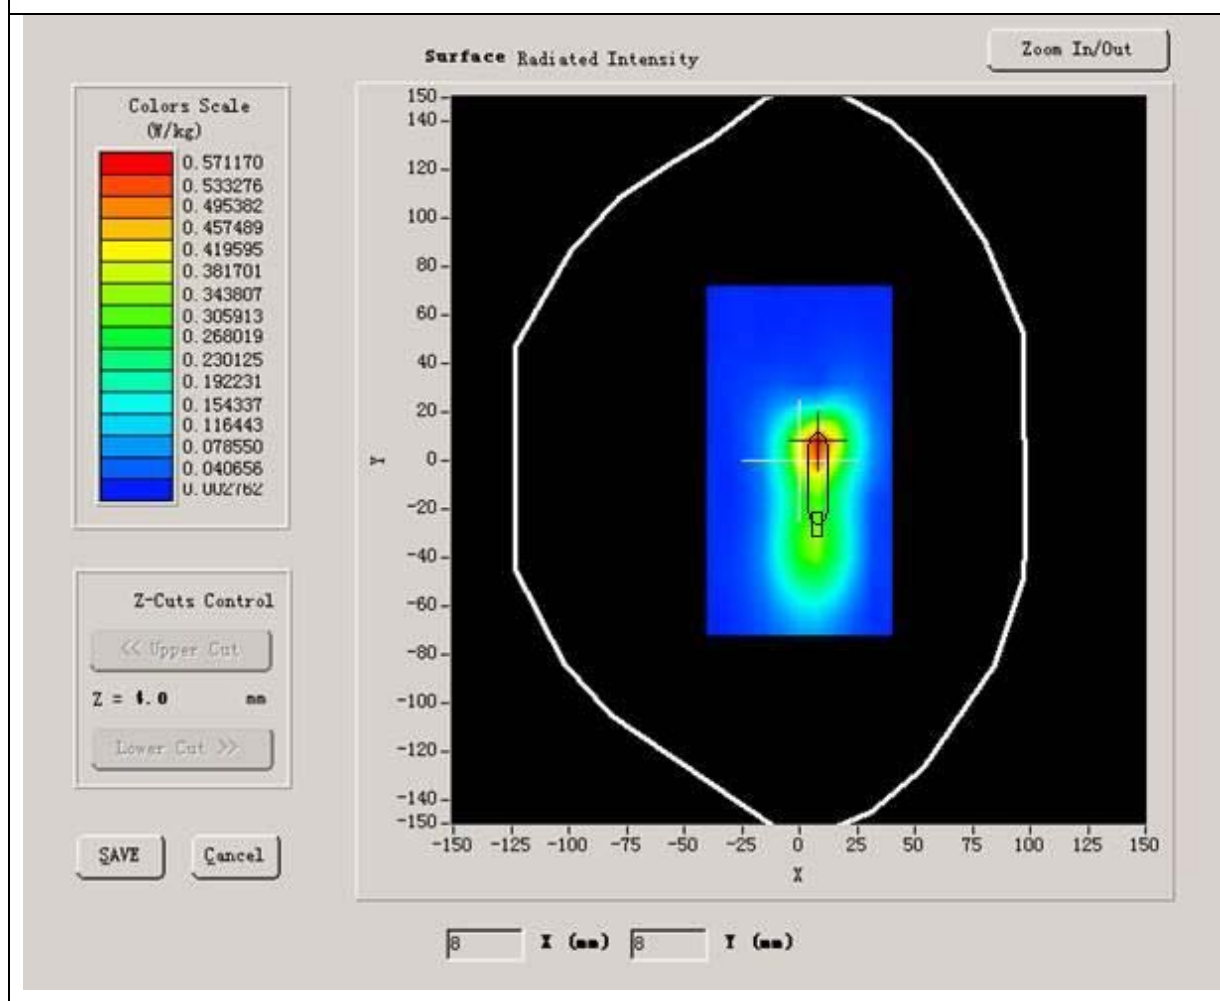 Surface Radiated Intensity
Zoom In/Out
Colors Scale
(W/kg)
0.571170
0.533276
0.495382
0.457489
0.419595
0.381701
0.343807
0.305913
0.268019
0.230125
0.192231
0.154337
0.116443
0.078550
0.040656
0.002762
150
140
120
100
80
60
40
20
0
-20
-40
-60
-80
-100
-120
-140
-150
Y
-150 -125 -100 -75 -50 -25 0 25 50 75 100 125 150
X
Z-Cuts Control
<< Upper Cut
Z = mm
Lower Cut >>
SAVE Cancel
8 X (mm) 8 Y (mm)